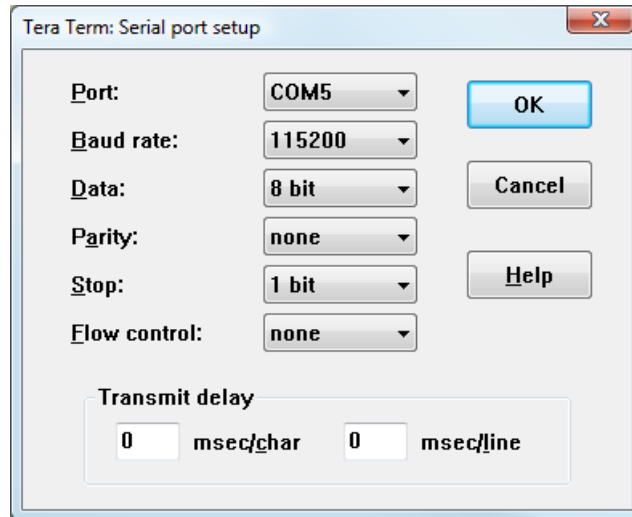 Tera Term: Serial port setup
Port: COM5
OK
Baud rate: 115200
Data: 8 bit
Cancel
Parity: none
Stop: 1 bit
Help
Flow control: none
Transmit delay
0 msec/char 0 msec/line